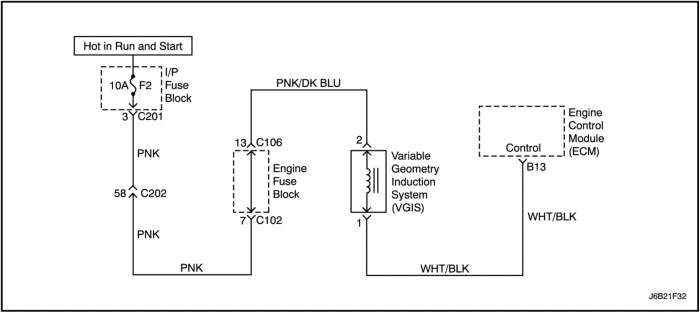 Hot in Run and Start
10A F2
I/P
Fuse
Block
3 C201
PNK
58 C202
PNK
PNK
PNK/DK BLU
13 C106
Engine
Fuse
Block
7 C102
2
Variable
Geometry
Induction
System
(VGIS)
1
WHT/BLK
Control
Engine
Control
Module
(ECM)
B13
WHT/BLK
J6B21F32